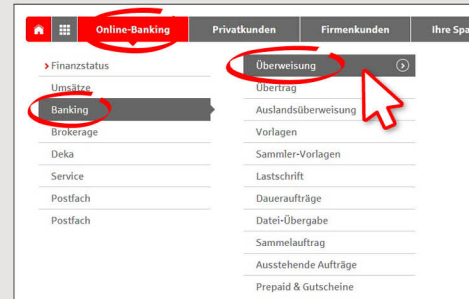 Online-Banking Privatkunden Firmenkunden Ihre Spa
Finanzstatus
Umsätze
Banking
Brokerage
Deka
Service
Postfach
Postfach
Überweisung
Übertrag
Auslandsüberweisung
Vorlagen
Sammler-Vorlagen
Lastschrift
Daueraufträge
Datei-Übergabe
Sammelauftrag
Ausstehende Aufträge
Prepaid & Gutscheine